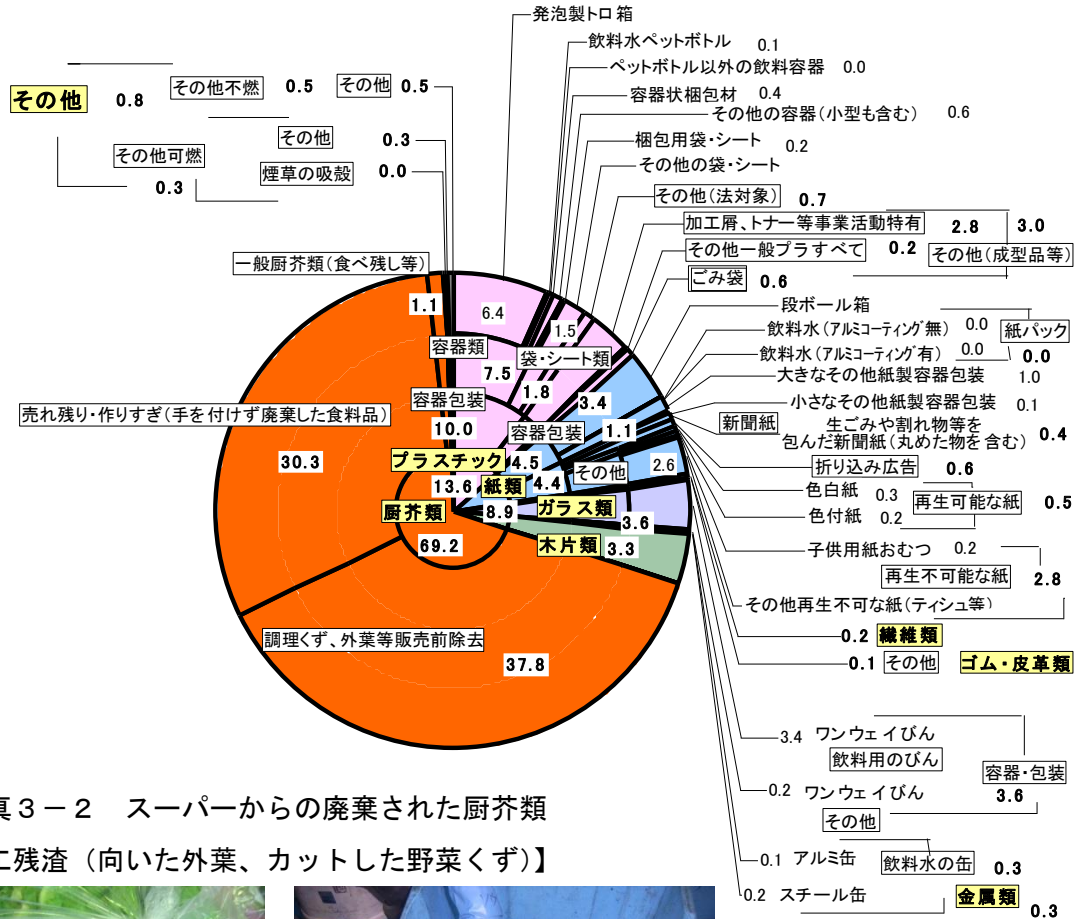 発泡製トロ箱
飲料水ペットボトル 0.1
ペットボトル以外の飲料容器 0.0
容器状梱包材 0.4
その他の容器(小型も含む) 0.6
梱包用袋・シート 0.2
その他の袋・シート
その他(法対象) 0.7
加工屑、トナー等事業活動特有 2.8 3.0
その他一般プラすべて 0.2 その他(成型品等)
ごみ袋 0.6
その他 0.8
その他不燃 0.5
その他 0.5
その他 0.3
その他可燃 0.3
煙草の吸殻 0.0
一般厨芥類(食べ残し等)
1.1
6.4
1.5
容器類
7.5
袋・シート類
1.8
容器包装
10.0
プラスチック
13.6
段ボール箱
飲料水(アルミコーティング無) 0.0 紙パック
飲料水(アルミコーティング有) 0.0 0.0
大きなその他紙製容器包装 1.0
小さなその他紙製容器包装 0.1
新聞紙
生ごみや割れ物等を
包んだ新聞紙(丸めた物を含む) 0.4
折り込み広告 0.6
色白紙 0.3 再生可能な紙 0.5
色付紙 0.2
子供用紙おむつ 0.2
再生不可能な紙 2.8
その他再生不可な紙(ティシュ等)
3.4
容器包装
1.1
4.5
その他
2.6
紙類
4.4
8.9
ガラス類
3.6
木片類
3.3
売れ残り・作りすぎ(手を付けず廃棄した食料品)
30.3
厨芥類
69.2
調理くず、外葉等販売前除去
37.8
0.2 繊維類
0.1 その他 ゴム・皮革類
3.4 ワンウェイびん
飲料用のびん
容器・包装
3.6
0.2 ワンウェイびん
その他
0.1 アルミ缶 飲料水の缶 0.3
0.2 スチール缶 金属類 0.3
真3－2 スーパーからの廃棄された厨芥類
残渣(向いた外葉、カットした野菜くず)】